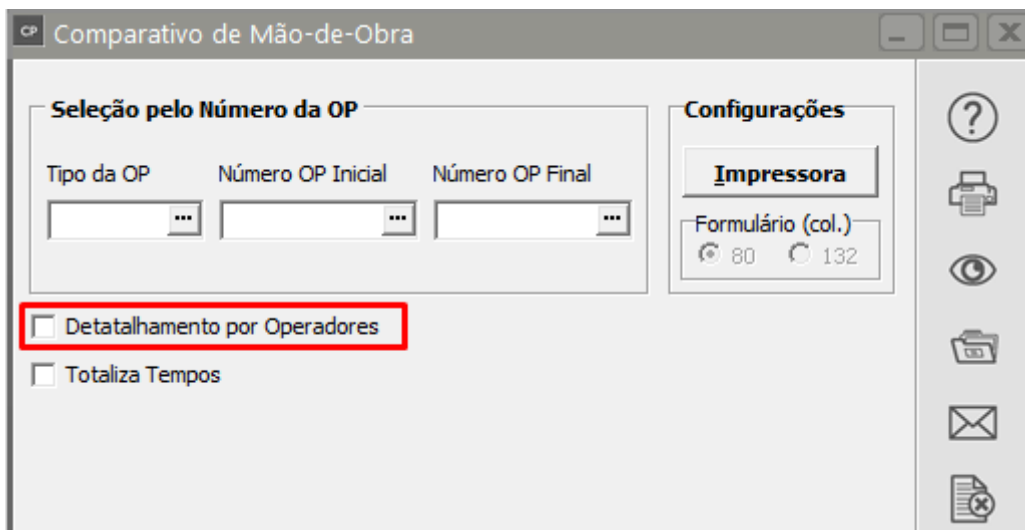 CP Comparativo de Mão-de-Obra
Seleção pelo Número da OP
Tipo da OP
Número OP Inicial
Número OP Final
Configurações
Impressora
Formulário (col.)
80
132
Detatalhamento por Operadores
Totaliza Tempos